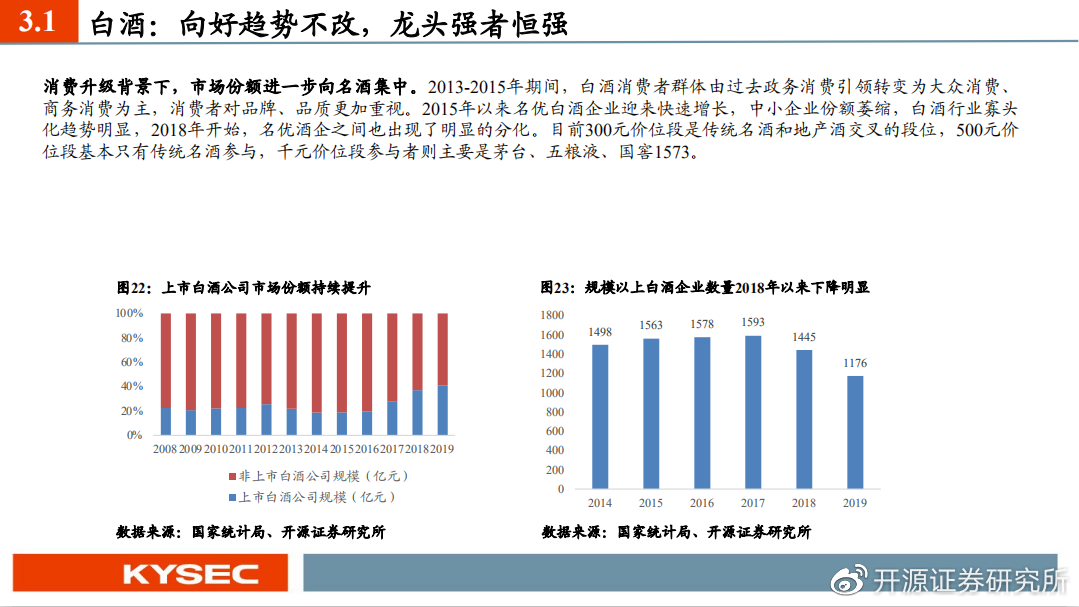 3.1 白酒：向好趋势不改，龙头强者恒强
消费升级背景下，市场份额进一步向名酒集中。2013-2015年期间，白酒消费者群体由过去政务消费引领转变为大众消费、
商务消费为主，消费者对品牌、品质更加重视。2015年以来名优白酒企业迎来快速增长，中小企业份额萎缩，白酒行业寡头
化趋势明显，2018年开始，名优酒企之间也出现了明显的分化。目前300元价位段是传统名酒和地产酒交叉的段位，500元价
位段基本只有传统名酒参与，千元价位段参与者则主要是茅台、五粮液、国窖1573。
图22：上市白酒公司市场份额持续提升
100%
80%
60%
40%
20%
0%
2008 2009 2010 2011 2012 2013 2014 2015 2016 2017 2018 2019
非上市白酒公司规模（亿元）
上市白酒公司规模（亿元）
数据来源：国家统计局、开源证券研究所
图23：规模以上白酒企业数量2018年以来下降明显
1800
1600
1400
1200
1000
800
600
400
200
0
1498
1563
1578
1593
1445
1176
2014 2015 2016 2017 2018 2019
数据来源：国家统计局、开源证券研究所
KYSEC
开源证券研究所